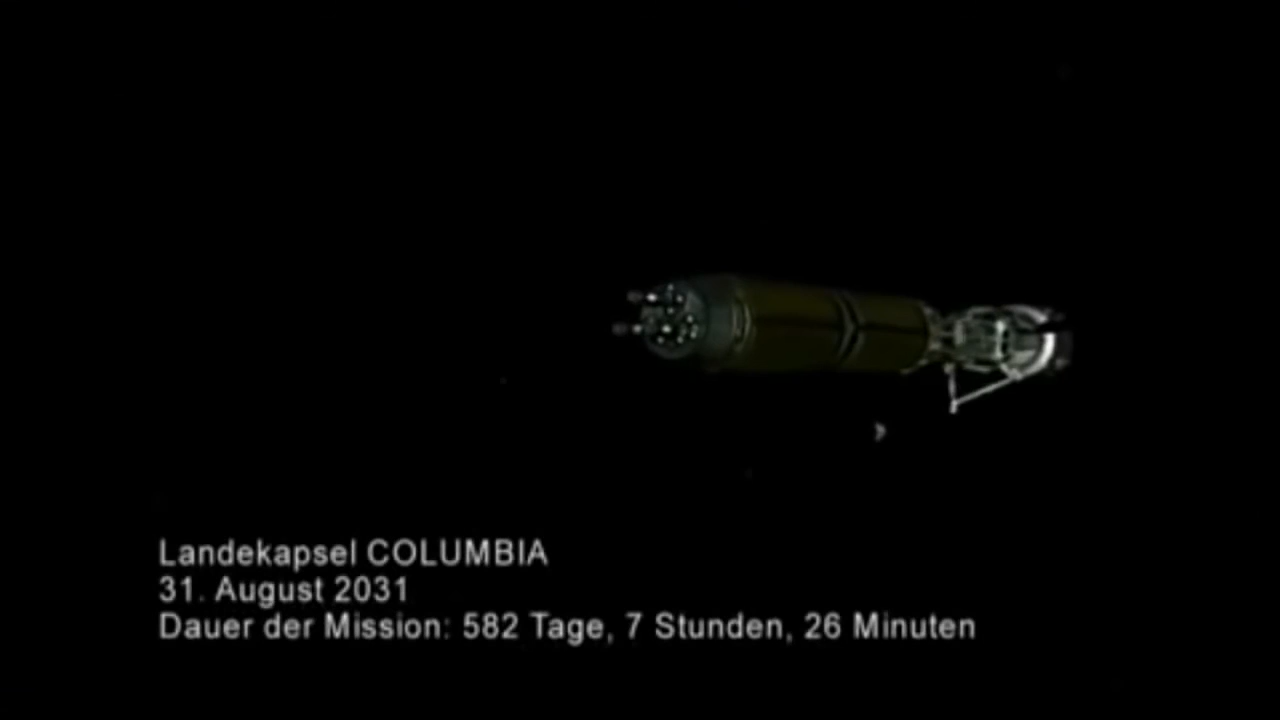 Landekapsel COLUMBIA
31. August 2031
Dauer der Mission: 582 Tage, 7 Stunden, 26 Minuten